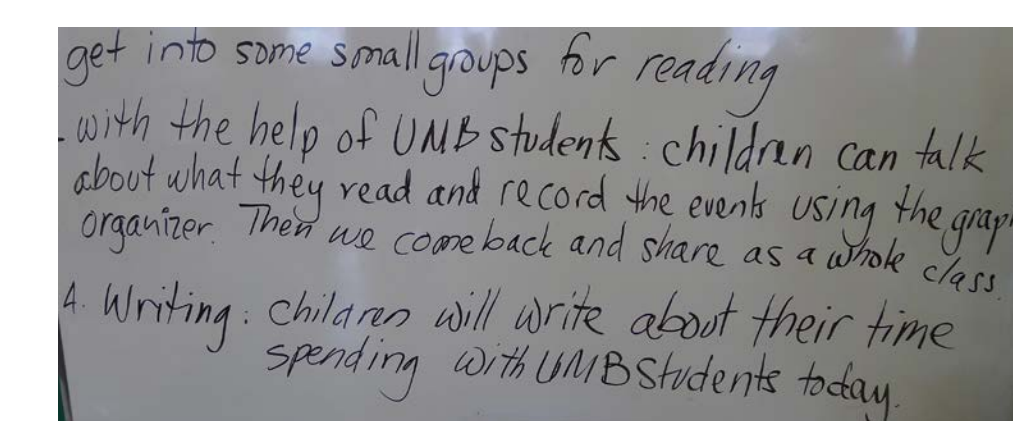 get into some small groups for reading
- with the help of UMB students : children can talk
about what they read and record the events using the grap
organizer. Then we come back and share as a whole class.
4. Writing : children will write about their time
spending with UMB Students today.